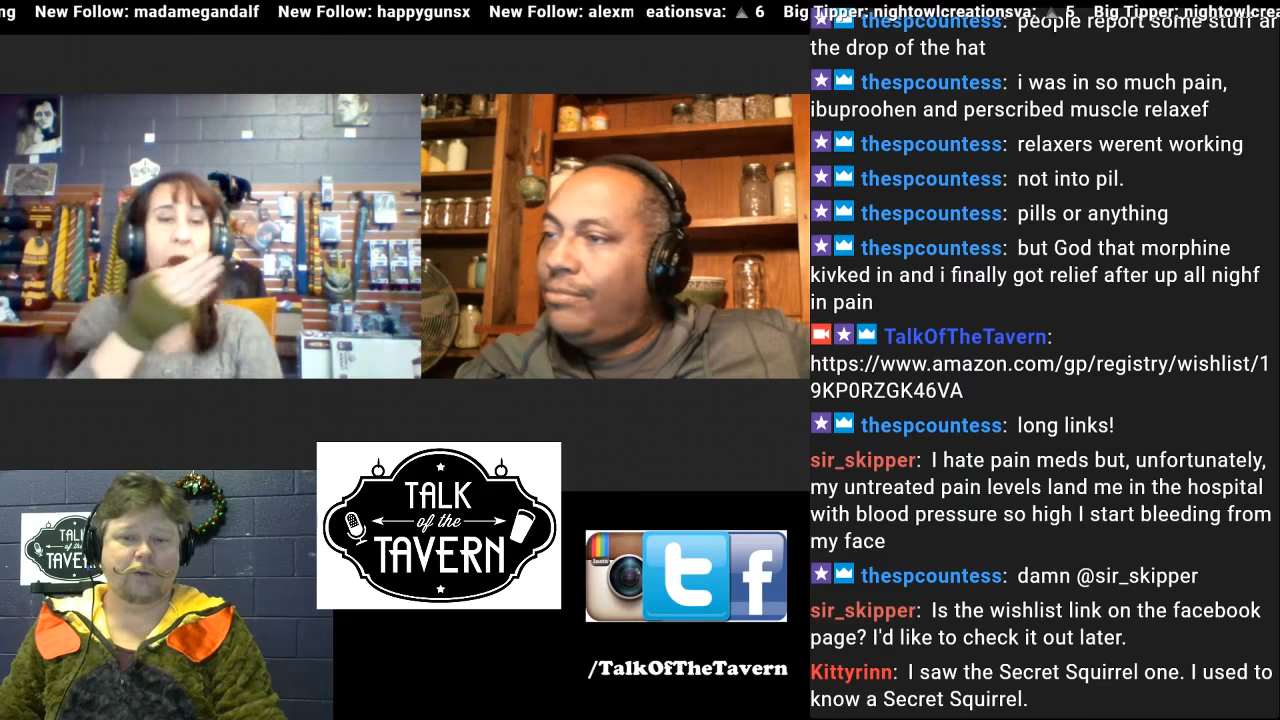 ng New Follow: madamegandalf New Follow: happygunsx New Follow: alexm eationsva: 6 Big Tipper: nightowlcreationsva: 5 Big Tipper: nightowlcrea
thespcountess: people report some stuff at
the drop of the hat
thespcountess: i was in so much pain,
ibuproohen and perscribed muscle relaxef
thespcountess: relaxers werent working
thespcountess: not into pil.
thespcountess: pills or anything
thespcountess: but God that morphine
kivked in and i finally got relief after up all nighf
in pain
TalkOfTheTavern:
https://www.amazon.com/gp/registry/wishlist/1
9KP0RZGK46VA
thespcountess: long links!
sir_skipper: I hate pain meds but, unfortunately,
my untreated pain levels land me in the hospital
with blood pressure so high I start bleeding from
my face
thespcountess: damn @sir_skipper
sir_skipper: Is the wishlist link on the facebook
page? I'd like to check it out later.
Kittyrinn: I saw the Secret Squirrel one. I used to
know a Secret Squirrel.
TALK
of the
TAVERN
TALK
of the
TAVE
Insta
/TalkOfTheTavern